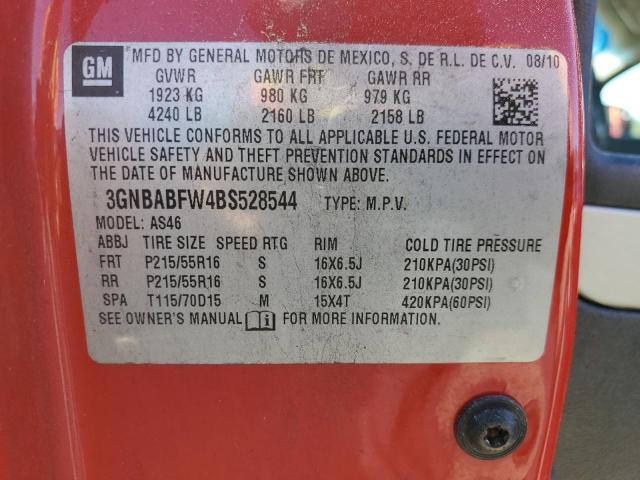 GM
MFD BY GENERAL MOTORS DE MEXICO, S. DE R.L. DE C.V. 08/10
GVWR GAWR FRT GAWR RR
1923 KG 980 KG 979 KG
4240 LB 2160 LB 2158 LB
THIS VEHICLE CONFORMS TO ALL APPLICABLE U.S. FEDERAL MOTOR
VEHICLE SAFETY AND THEFT PREVENTION STANDARDS IN EFFECT ON
THE DATE OF MANUFACTURE SHOWN ABOVE.
3GNBABFW4BS528544 TYPE: M.P.V.
MODEL: AS46
ABBJ TIRE SIZE SPEED RTG RIM COLD TIRE PRESSURE
FRT P215/55R16 S 16X6.5J 210KPA(30PSI)
RR P215/55R16 S 16X6.5J 210KPA(30PSI)
SPA T115/70D15 M 15X4T 420KPA(60PSI)
SEE OWNER'S MANUAL FOR MORE INFORMATION.